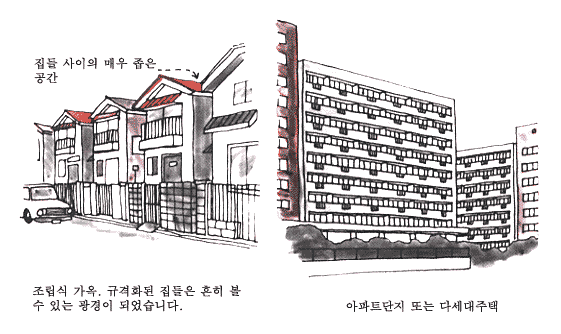 집들 사이의 매우 좁은
공간
조립식 가옥. 규격화된 집들은 흔히 볼
수 있는 광경이 되었습니다.
아파트단지 또는 다세대주택